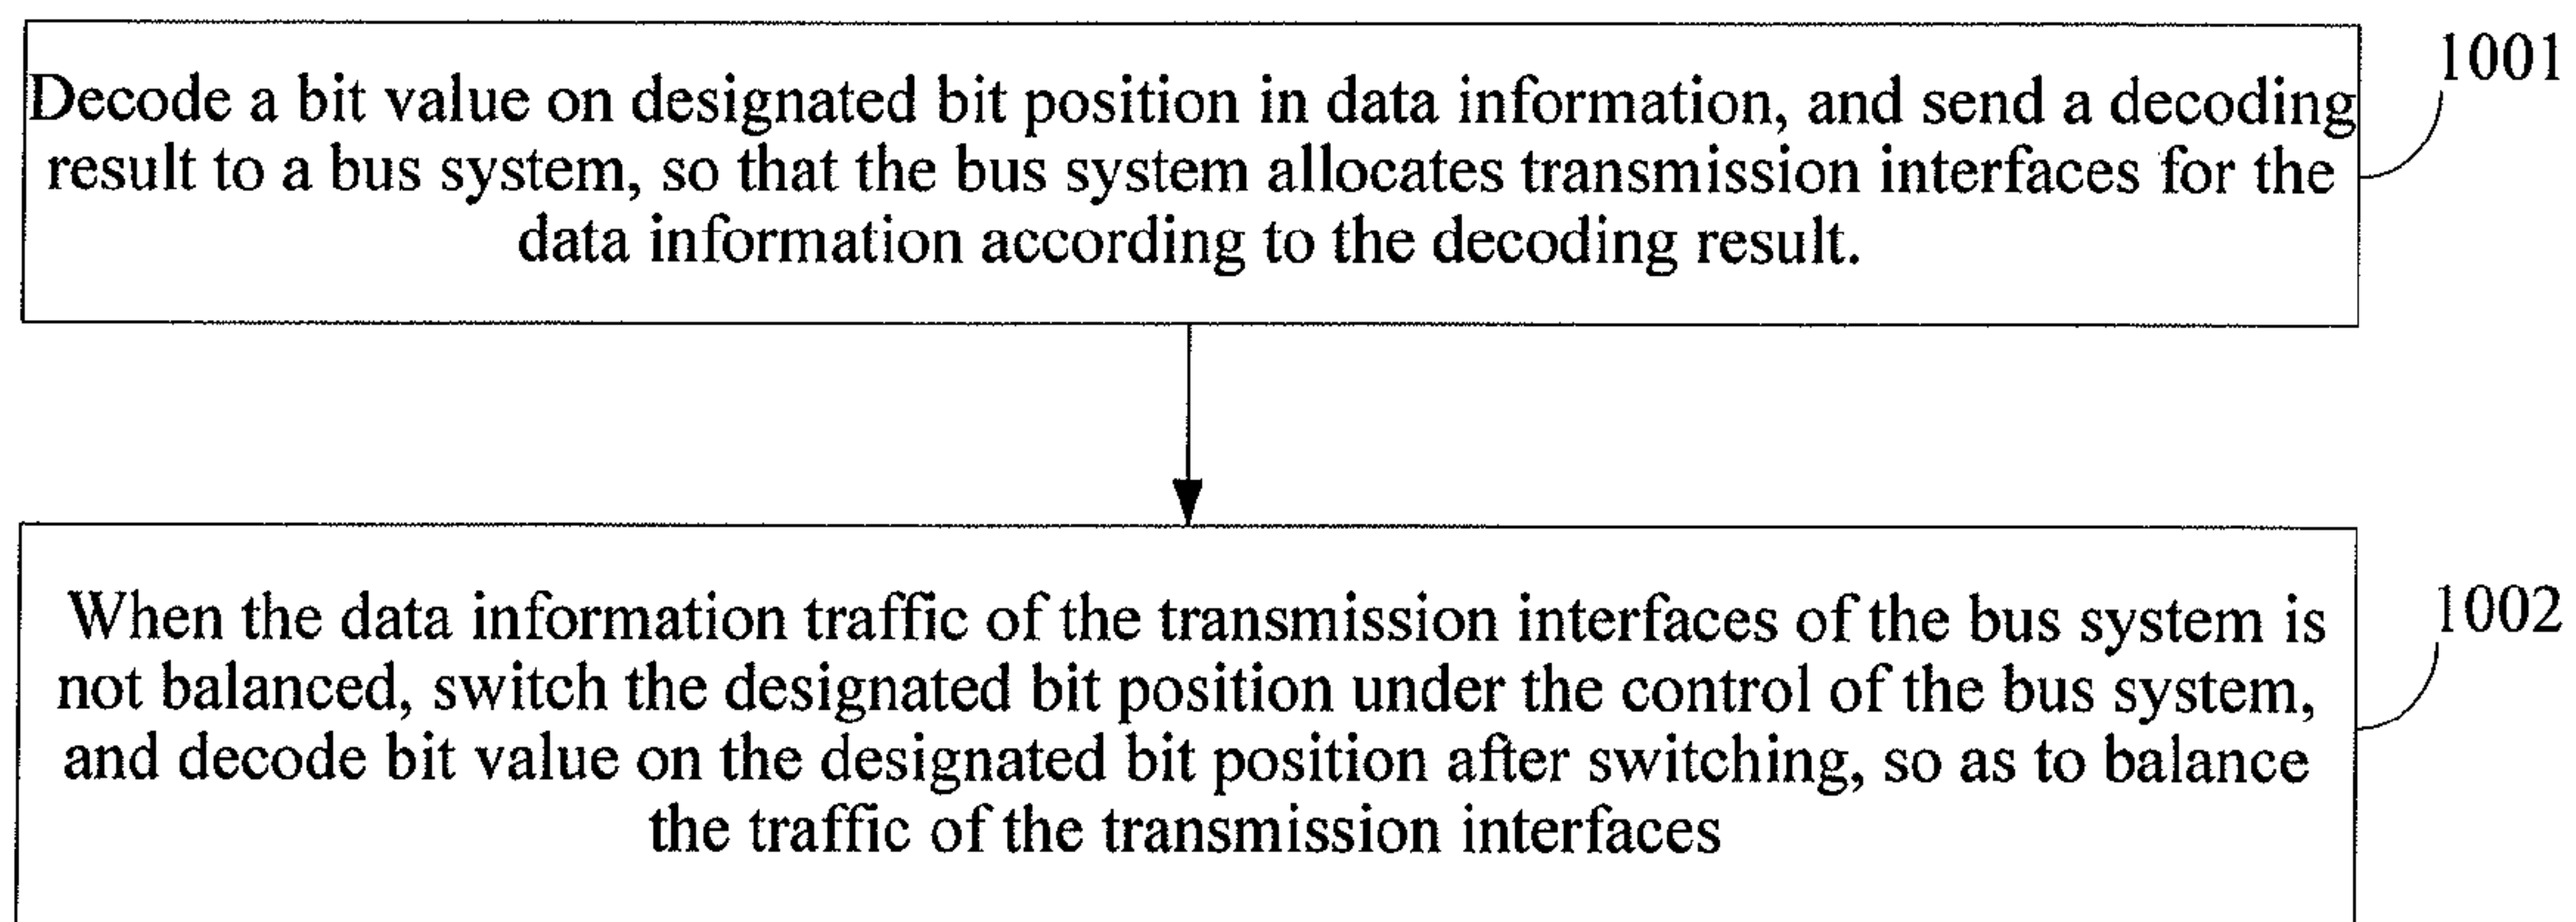 1001
Decode a bit value on designated bit position in data information, and send a decoding
result to a bus system, so that the bus system allocates transmission interfaces for the
data information according to the decoding result.
1002
When the data information traffic of the transmission interfaces of the bus system is
not balanced, switch the designated bit position under the control of the bus system,
and decode bit value on the designated bit position after switching, so as to balance
the traffic of the transmission interfaces